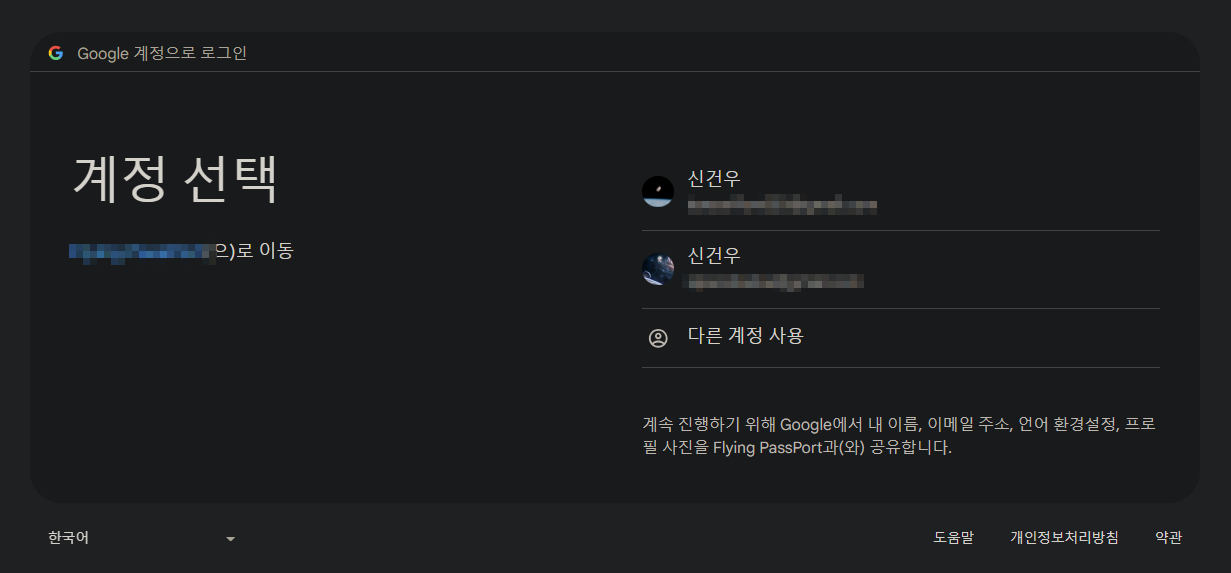 Google 계정으로 로그인
계정 선택
으)로 이동
신건우
신건우
다른 계정 사용
계속 진행하기 위해 Google에서 내 이름, 이메일 주소, 언어 환경설정, 프로
필 사진을 Flying PassPort과(와) 공유합니다.
한국어
도움말 개인정보처리방침 약관